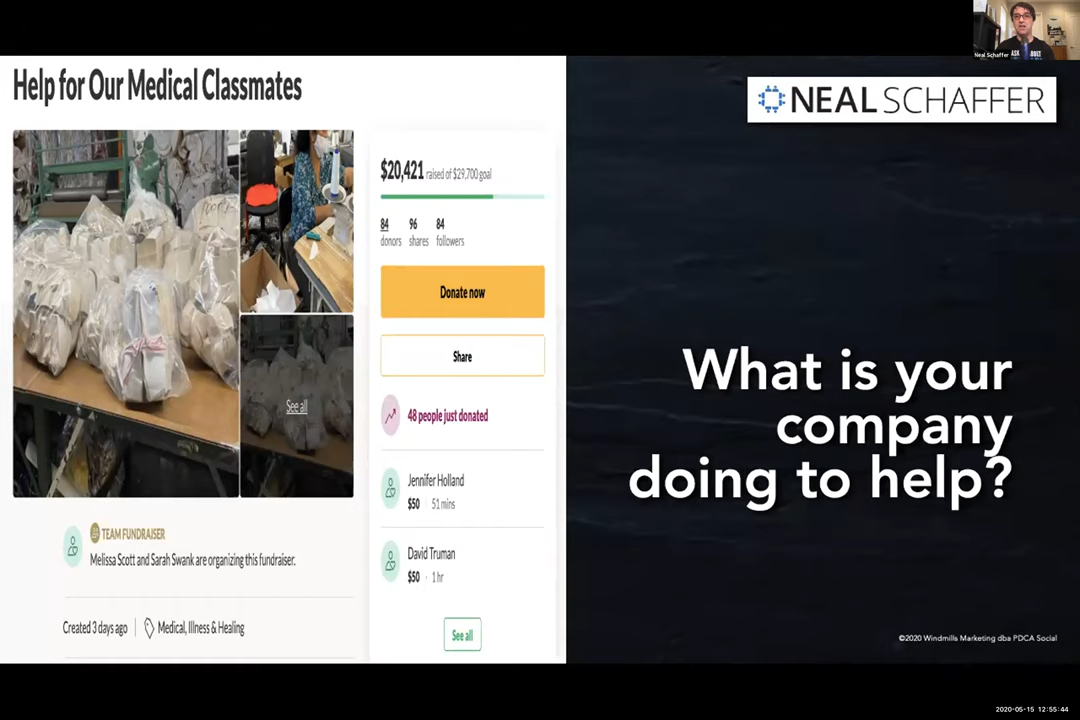 Help for Our Medical Classmates
See all
TEAM FUNDRAISER
Melissa Scott and Sarah Swank are organizing this fundraiser.
Created 3 days ago
Medical, Illness & Healing
$20,421 raised of $29,700 goal
84 96 84
donors shares followers
Donate now
Share
48 people just donated
Jennifer Holland
$50 51 mins
David Truman
$50 · 1 hr
See all
Neal Schaffer
NEAL SCHAFFER
What is your
company
doing to help?
©2020 Windmills Marketing dba PDCA Social
2020-05-15 12:55:44